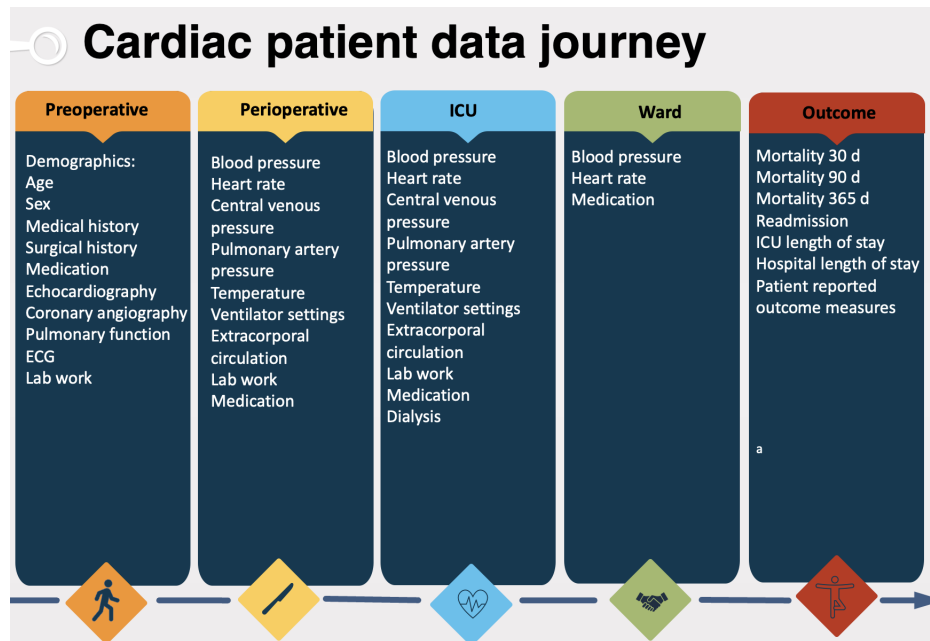 Cardiac patient data journey
Preoperative
Demographics:
Age
Sex
Medical history
Surgical history
Medication
Echocardiography
Coronary angiography
Pulmonary function
ECG
Lab work
Perioperative
Blood pressure
Heart rate
Central venous
pressure
Pulmonary artery
pressure
Temperature
Ventilator settings
Extracorporal
circulation
Lab work
Medication
ICU
Blood pressure
Heart rate
Central venous
pressure
Pulmonary artery
pressure
Temperature
Ventilator settings
Extracorporal
circulation
Lab work
Medication
Dialysis
Ward
Blood pressure
Heart rate
Medication
Outcome
Mortality 30 d
Mortality 90 d
Mortality 365 d
Readmission
ICU length of stay
Hospital length of stay
Patient reported
outcome measures
a